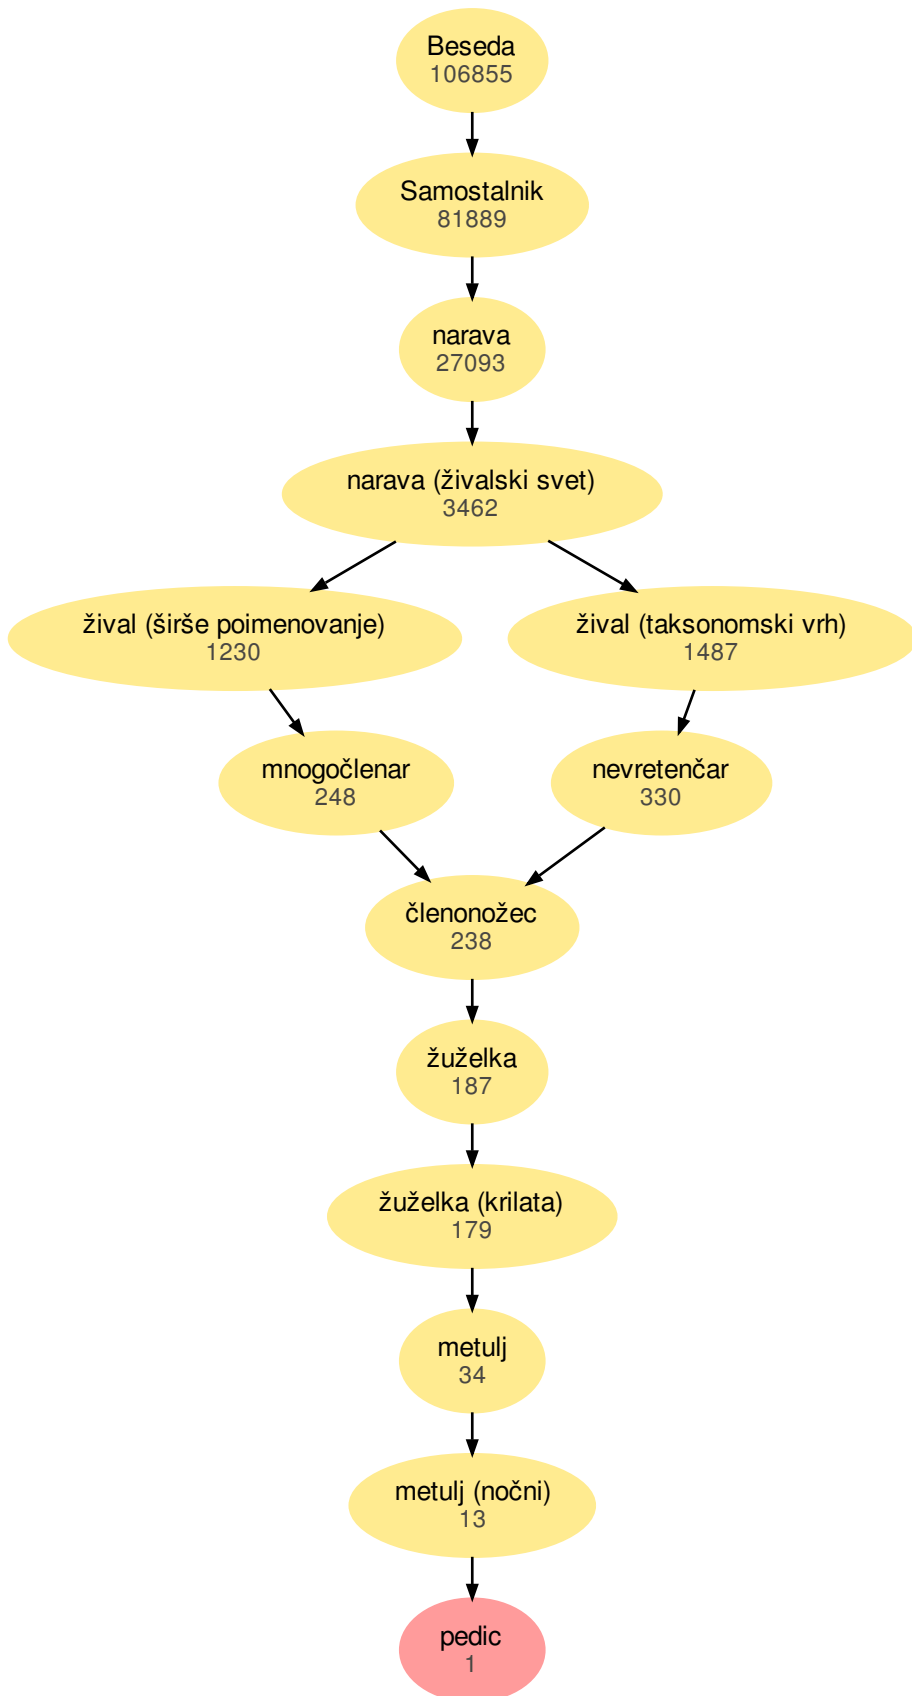 Beseda
106855
Samostalnik
81889
narava
27093
narava (živalski svet)
3462
žival (širše poimenovanje)
1230
žival (taksonomski vrh)
1487
mnogočlenar
248
nevretenčar
330
členonožec
238
žuželka
187
žuželka (krilata)
179
metulj
34
metulj (nočni)
13
pedic
1